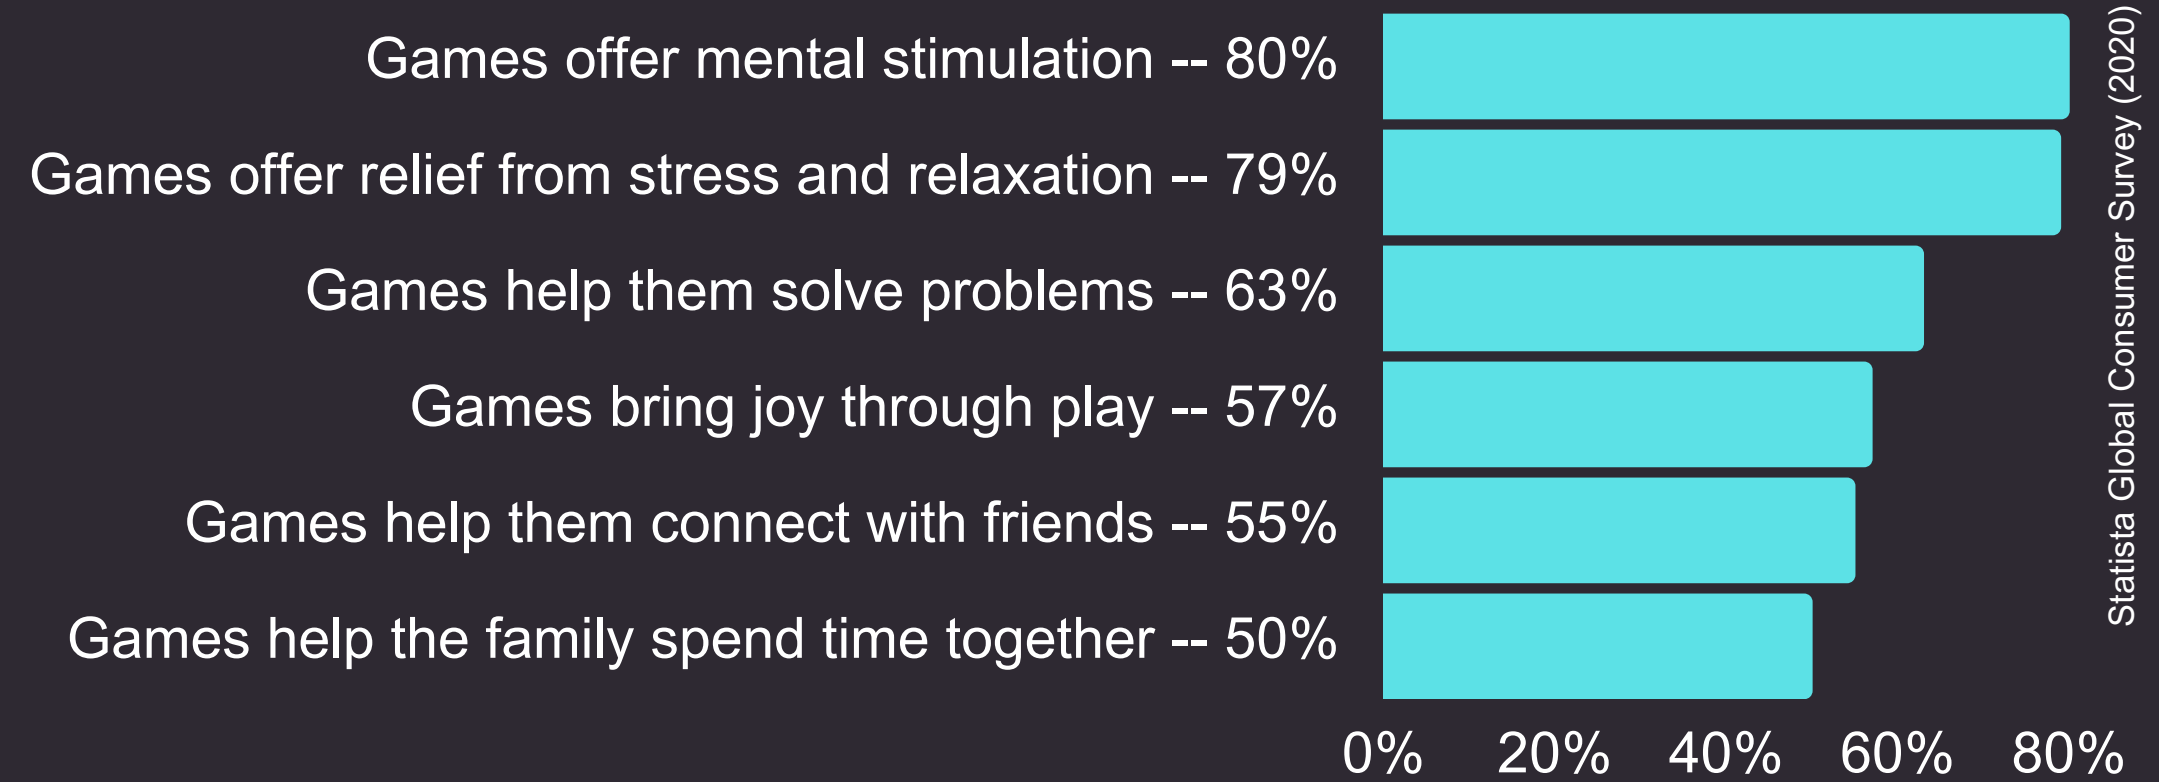 Games offer mental stimulation -- 80%
Games offer relief from stress and relaxation -- 79%
Games help them solve problems -- 63%
Games bring joy through play -- 57%
Games help them connect with friends -- 55%
Games help the family spend time together -- 50%
0% 20% 40% 60% 80%
Statista Global Consumer Survey (2020)